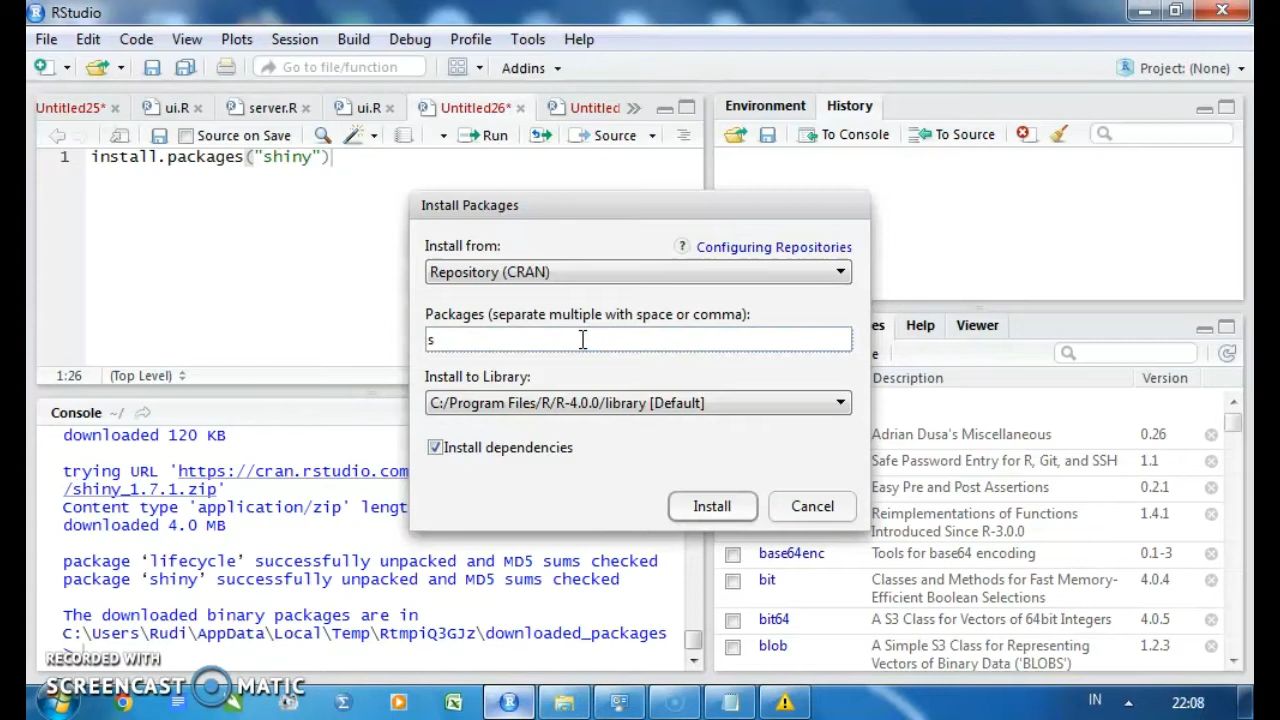 RStudio
File Edit Code View Plots Session Build Debug Profile Tools Help
Go to file/function Addins Project: (None)
Untitled25* ui.R server.R ui.R Untitled26* Untitled
Source on Save Run Source
1 install.packages("shiny")
1:26 (Top Level)
Console ~/
downloaded 120 KB
trying URL 'https://cran.rstudio.com
/shiny_1.7.1.zip'
Content type 'application/zip' lengt
downloaded 4.0 MB
package ‘lifecycle’ successfully unpacked and MD5 sums checked
package ‘shiny’ successfully unpacked and MD5 sums checked
The downloaded binary packages are in
C:\Users\Rudi\AppData\Local\Temp\RtmpiQ3GJz\downloaded_packages
>
Environment History
To Console To Source
Install Packages
Install from: ? Configuring Repositories
Repository (CRAN)
Packages (separate multiple with space or comma):
s
Install to Library:
C:/Program Files/R/R-4.0.0/library [Default]
Install dependencies
Install Cancel
es Help Viewer
e
Description Version
Adrian Dusa's Miscellaneous 0.26
Safe Password Entry for R, Git, and SSH 1.1
Easy Pre and Post Assertions 0.2.1
Reimplementations of Functions 1.4.1
Introduced Since R-3.0.0
base64enc Tools for base64 encoding 0.1-3
bit Classes and Methods for Fast Memory- 4.0.4
Efficient Boolean Selections
bit64 A S3 Class for Vectors of 64bit Integers 4.0.5
blob A Simple S3 Class for Representing 1.2.3
Vectors of Binary Data ('BLOBS')
RECORDED WITH
SCREENCAST MATIC
IN 22:08